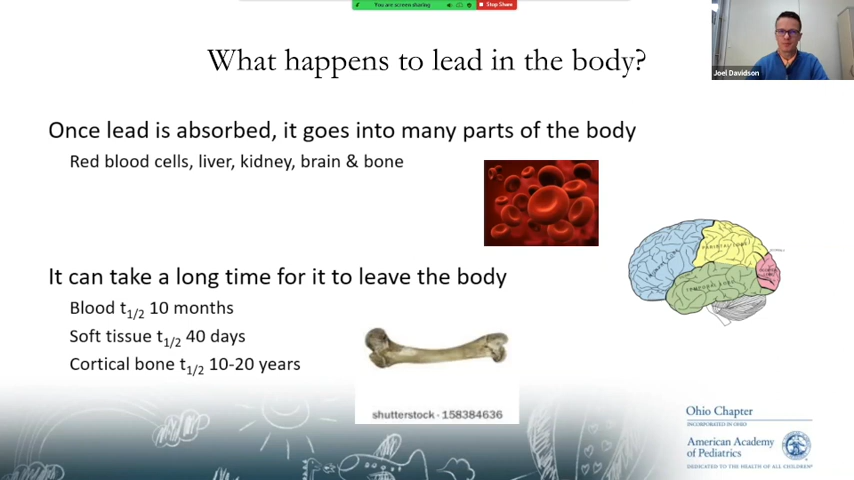 You are screen sharing
Stop Share
What happens to lead in the body?
Joel Davidson
Once lead is absorbed, it goes into many parts of the body
Red blood cells, liver, kidney, brain & bone
PARIETAL LOBE
TEMPORAL LOBE
It can take a long time for it to leave the body
Blood t1/2 10 months
Soft tissue t1/2 40 days
Cortical bone t1/2 10-20 years
shutterstock · 158384636
Ohio Chapter
INCORPORATED IN OHIO
American Academy
of Pediatrics
DEDICATED TO THE HEALTH OF ALL CHILDREN®